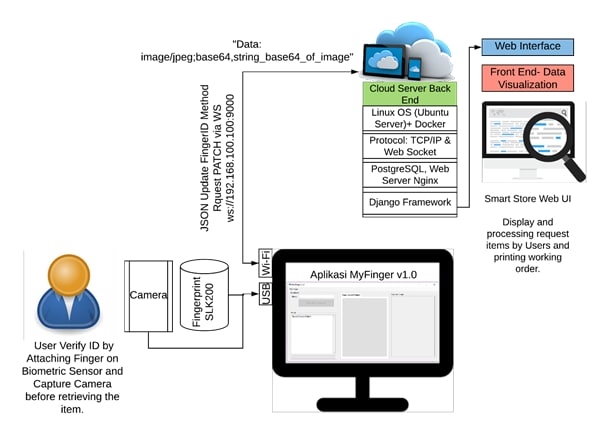 "Data:
image/jpeg;base64,string_base64_of_image"
JSON Update FingerID Method
Rquest PATCH via WS
ws://192.168.100.100:9000
Cloud Server Back
End
Linux OS (Ubuntu
Server)+ Docker
Protocol: TCP/IP &
Web Socket
PostgreSQL, Web
Server Nginx
Django Framework
Web Interface
Front End- Data
Visualization
Smart Store Web UI
Display and
processing request
items by Users and
printing working
order.
Wi-Fi
USB
Camera
Fingerprint
SLK200
Aplikasi MyFinger v1.0
User Verify ID by
Attaching Finger on
Biometric Sensor and
Capture Camera
before retrieving the
item.